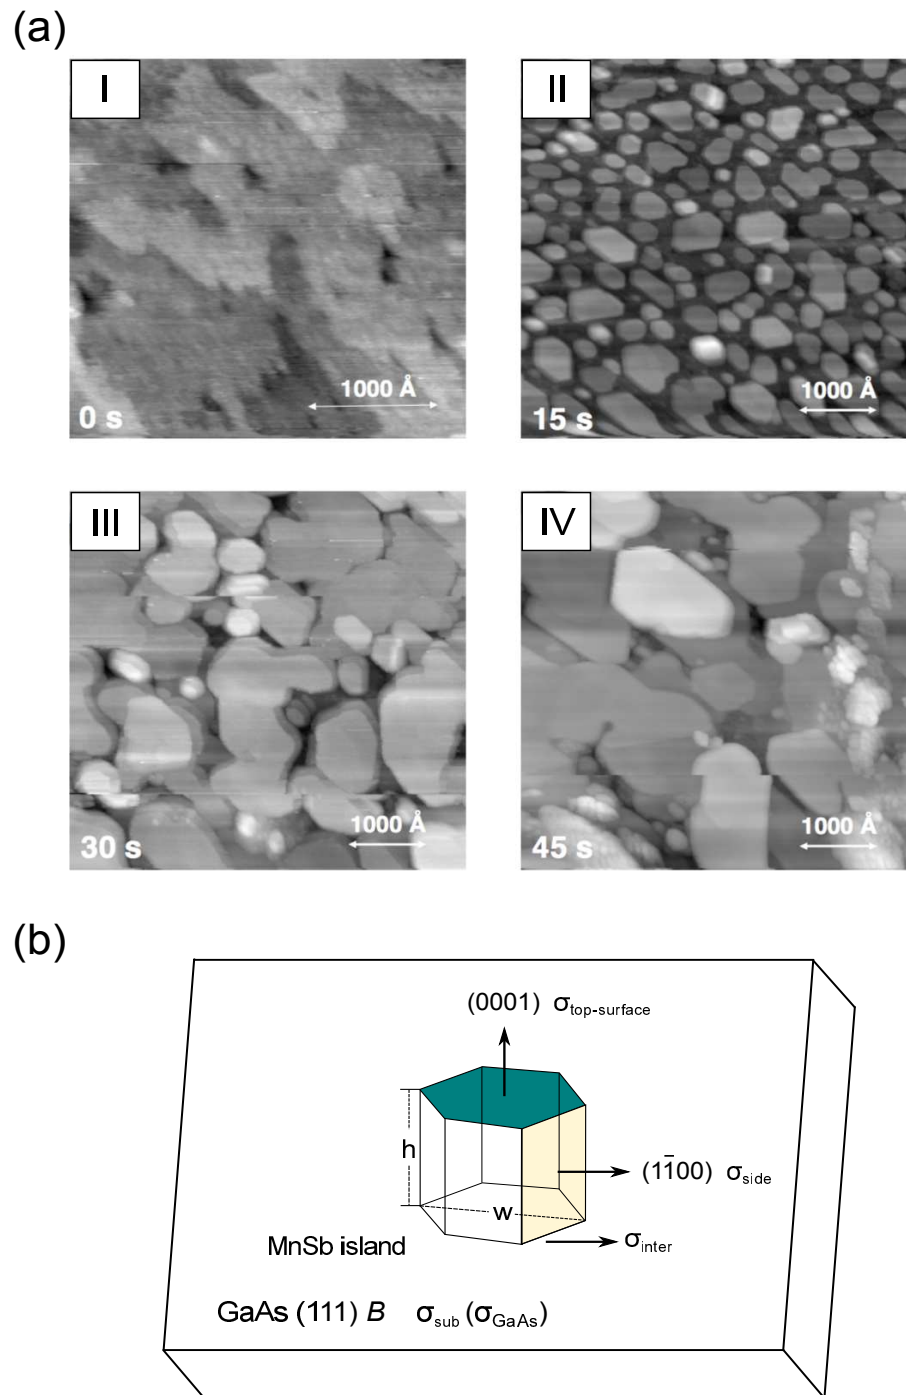 (a)
I
II
1000 Å
0 s
1000 Å
15 s
III
IV
1000 Å
30 s
1000 Å
45 s
(b)
(0001) σtop-surface
h
(11̄00) σside
w
σinter
MnSb island
GaAs (111) B σsub (σGaAs)